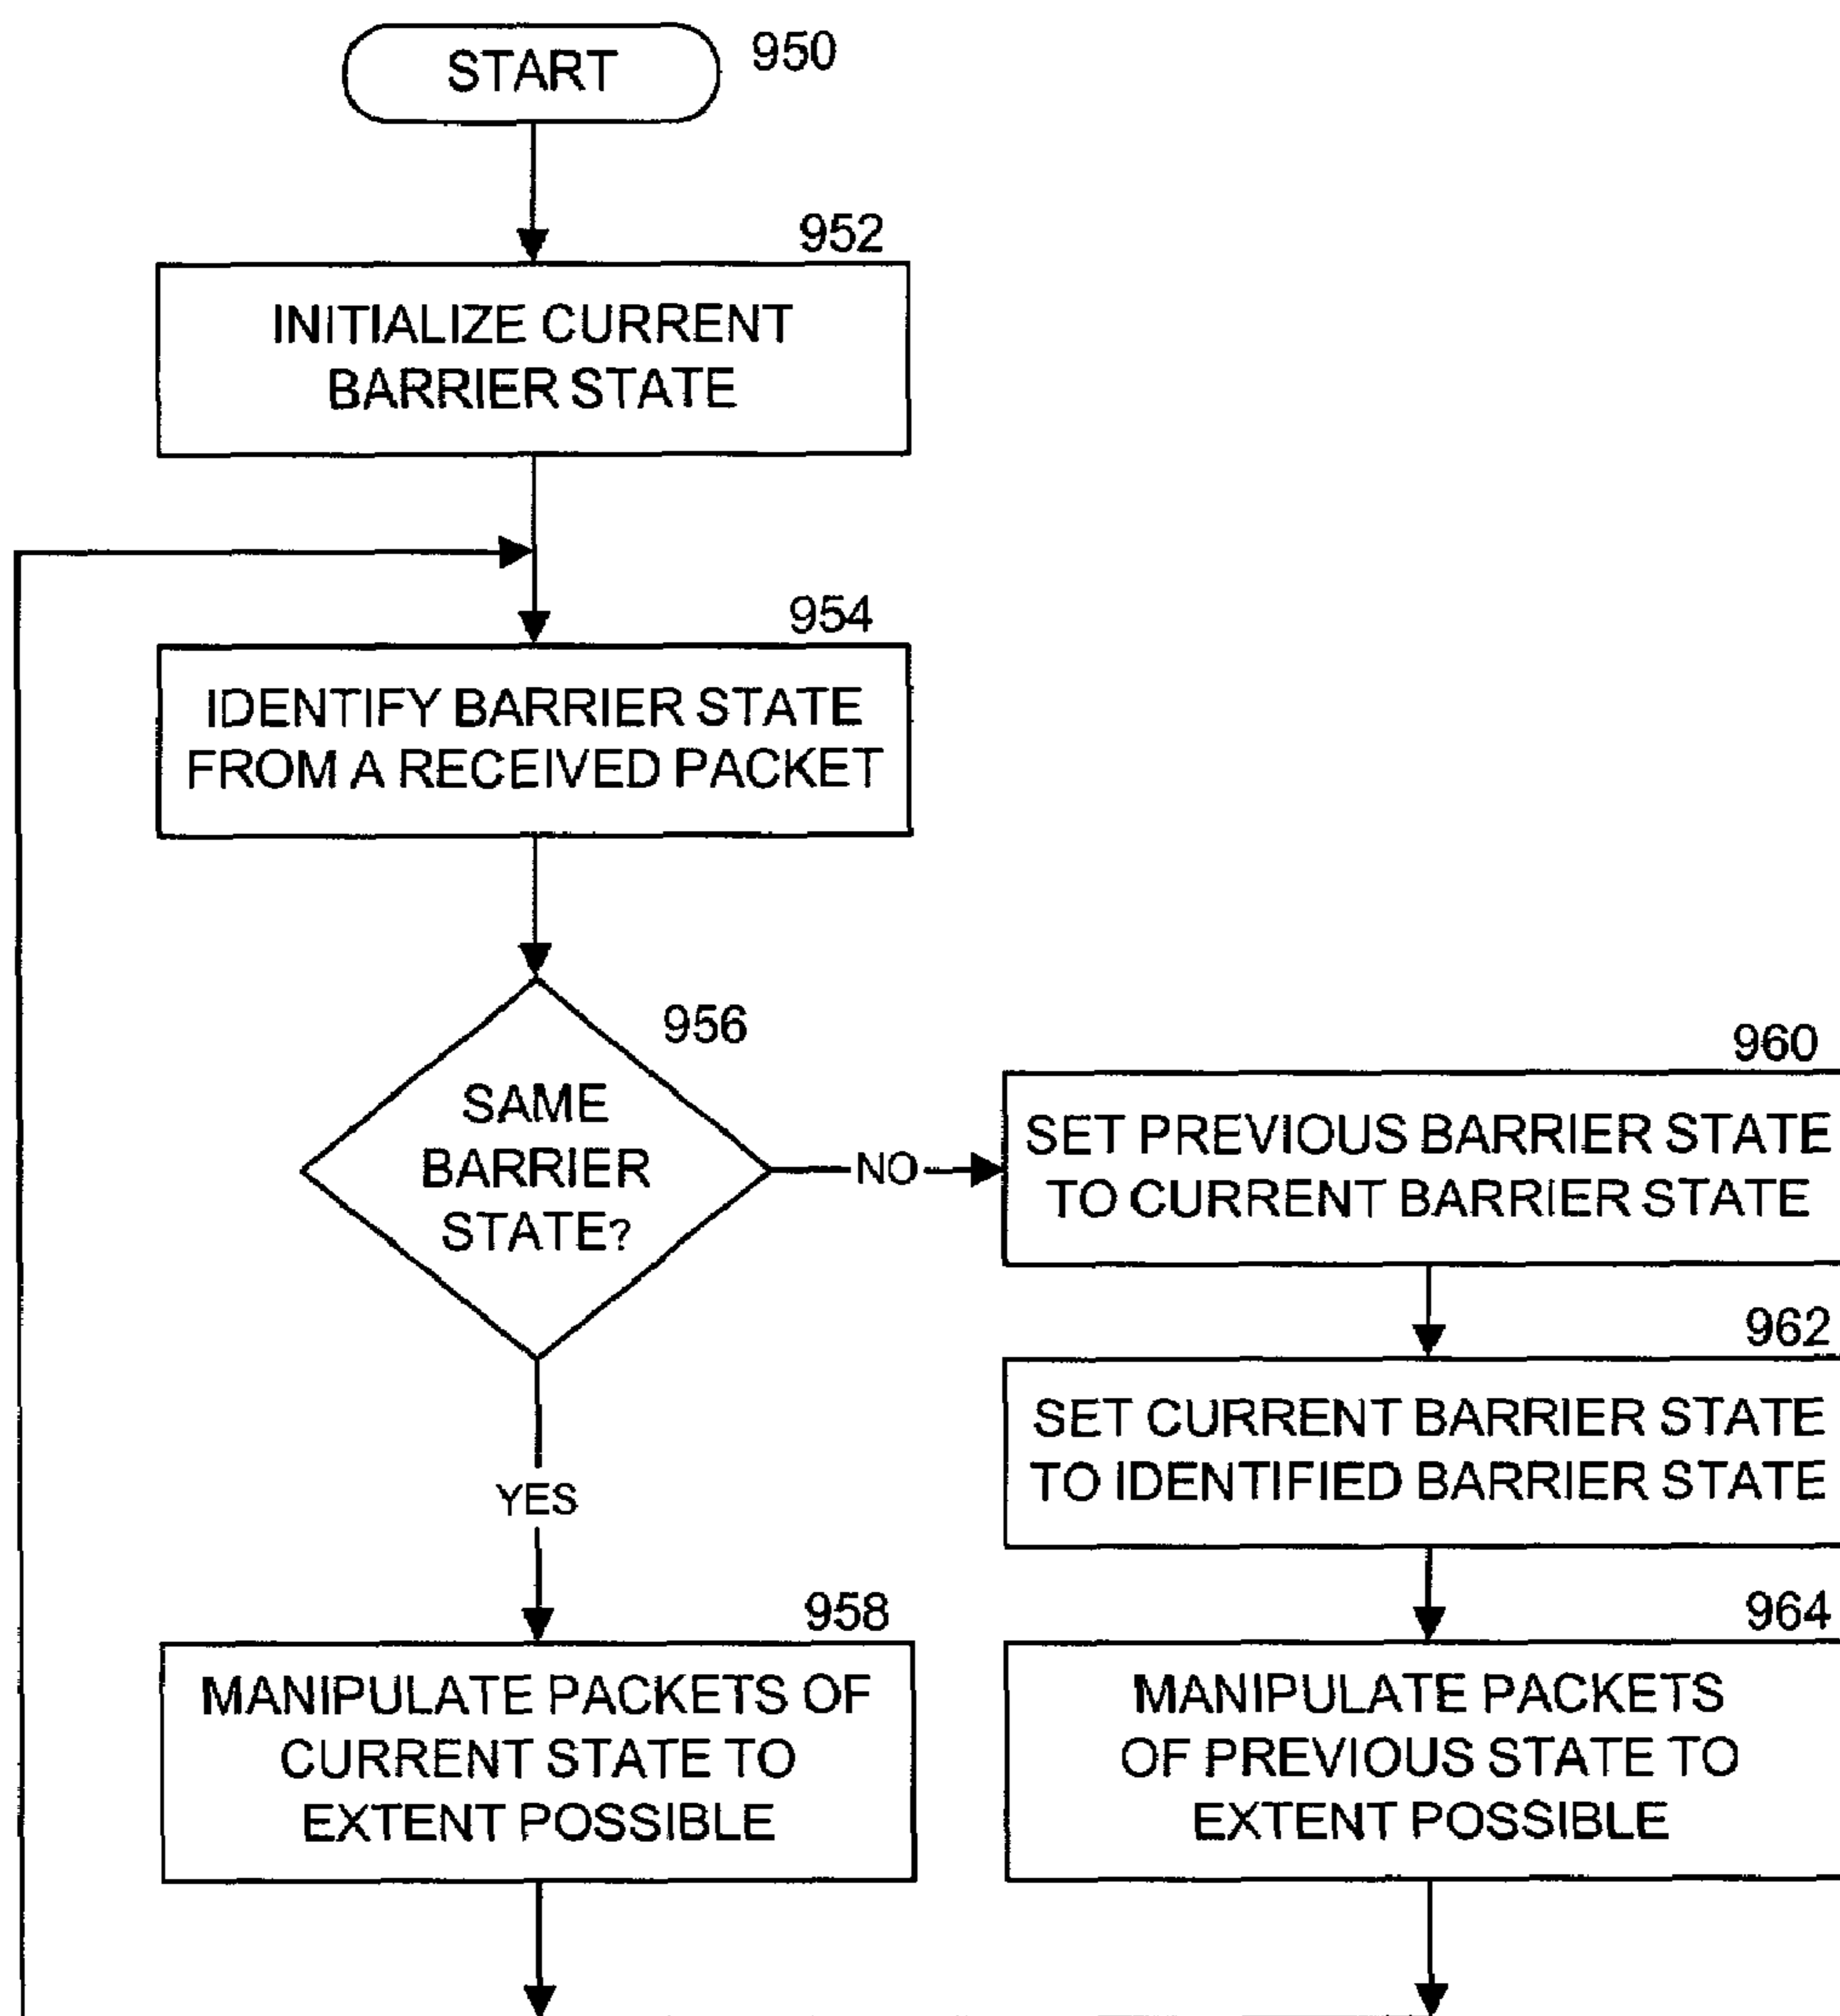 START
950
952
INITIALIZE CURRENT
BARRIER STATE
954
IDENTIFY BARRIER STATE
FROM A RECEIVED PACKET
956
SAME
BARRIER
STATE?
NO
YES
958
MANIPULATE PACKETS OF
CURRENT STATE TO
EXTENT POSSIBLE
960
SET PREVIOUS BARRIER STATE
TO CURRENT BARRIER STATE
962
SET CURRENT BARRIER STATE
TO IDENTIFIED BARRIER STATE
964
MANIPULATE PACKETS
OF PREVIOUS STATE TO
EXTENT POSSIBLE